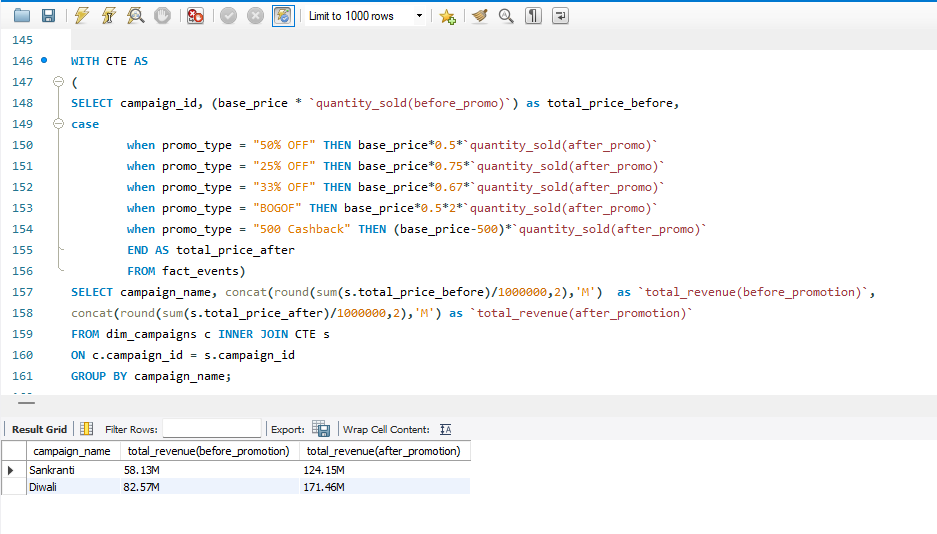 Limit to 1000 rows
145
146 WITH CTE AS
147 (
148 SELECT campaign_id, (base_price * `quantity_sold(before_promo)`) as total_price_before,
149 case
150 when promo_type = "50% OFF" THEN base_price*0.5*`quantity_sold(after_promo)`
151 when promo_type = "25% OFF" THEN base_price*0.75*`quantity_sold(after_promo)`
152 when promo_type = "33% OFF" THEN base_price*0.67*`quantity_sold(after_promo)`
153 when promo_type = "BOGOF" THEN base_price*0.5*2*`quantity_sold(after_promo)`
154 when promo_type = "500 Cashback" THEN (base_price-500)*`quantity_sold(after_promo)`
155 END AS total_price_after
156 FROM fact_events)
157 SELECT campaign_name, concat(round(sum(s.total_price_before)/1000000,2),'M')  as `total_revenue(before_promotion)`,
158 concat(round(sum(s.total_price_after)/1000000,2),'M') as `total_revenue(after_promotion)`
159 FROM dim_campaigns c INNER JOIN CTE s
160 ON c.campaign_id = s.campaign_id
161 GROUP BY campaign_name;
Result Grid Filter Rows: Export: Wrap Cell Content: IA
campaign_name total_revenue(before_promotion) total_revenue(after_promotion)
Sankranti 58.13M 124.15M
Diwali 82.57M 171.46M